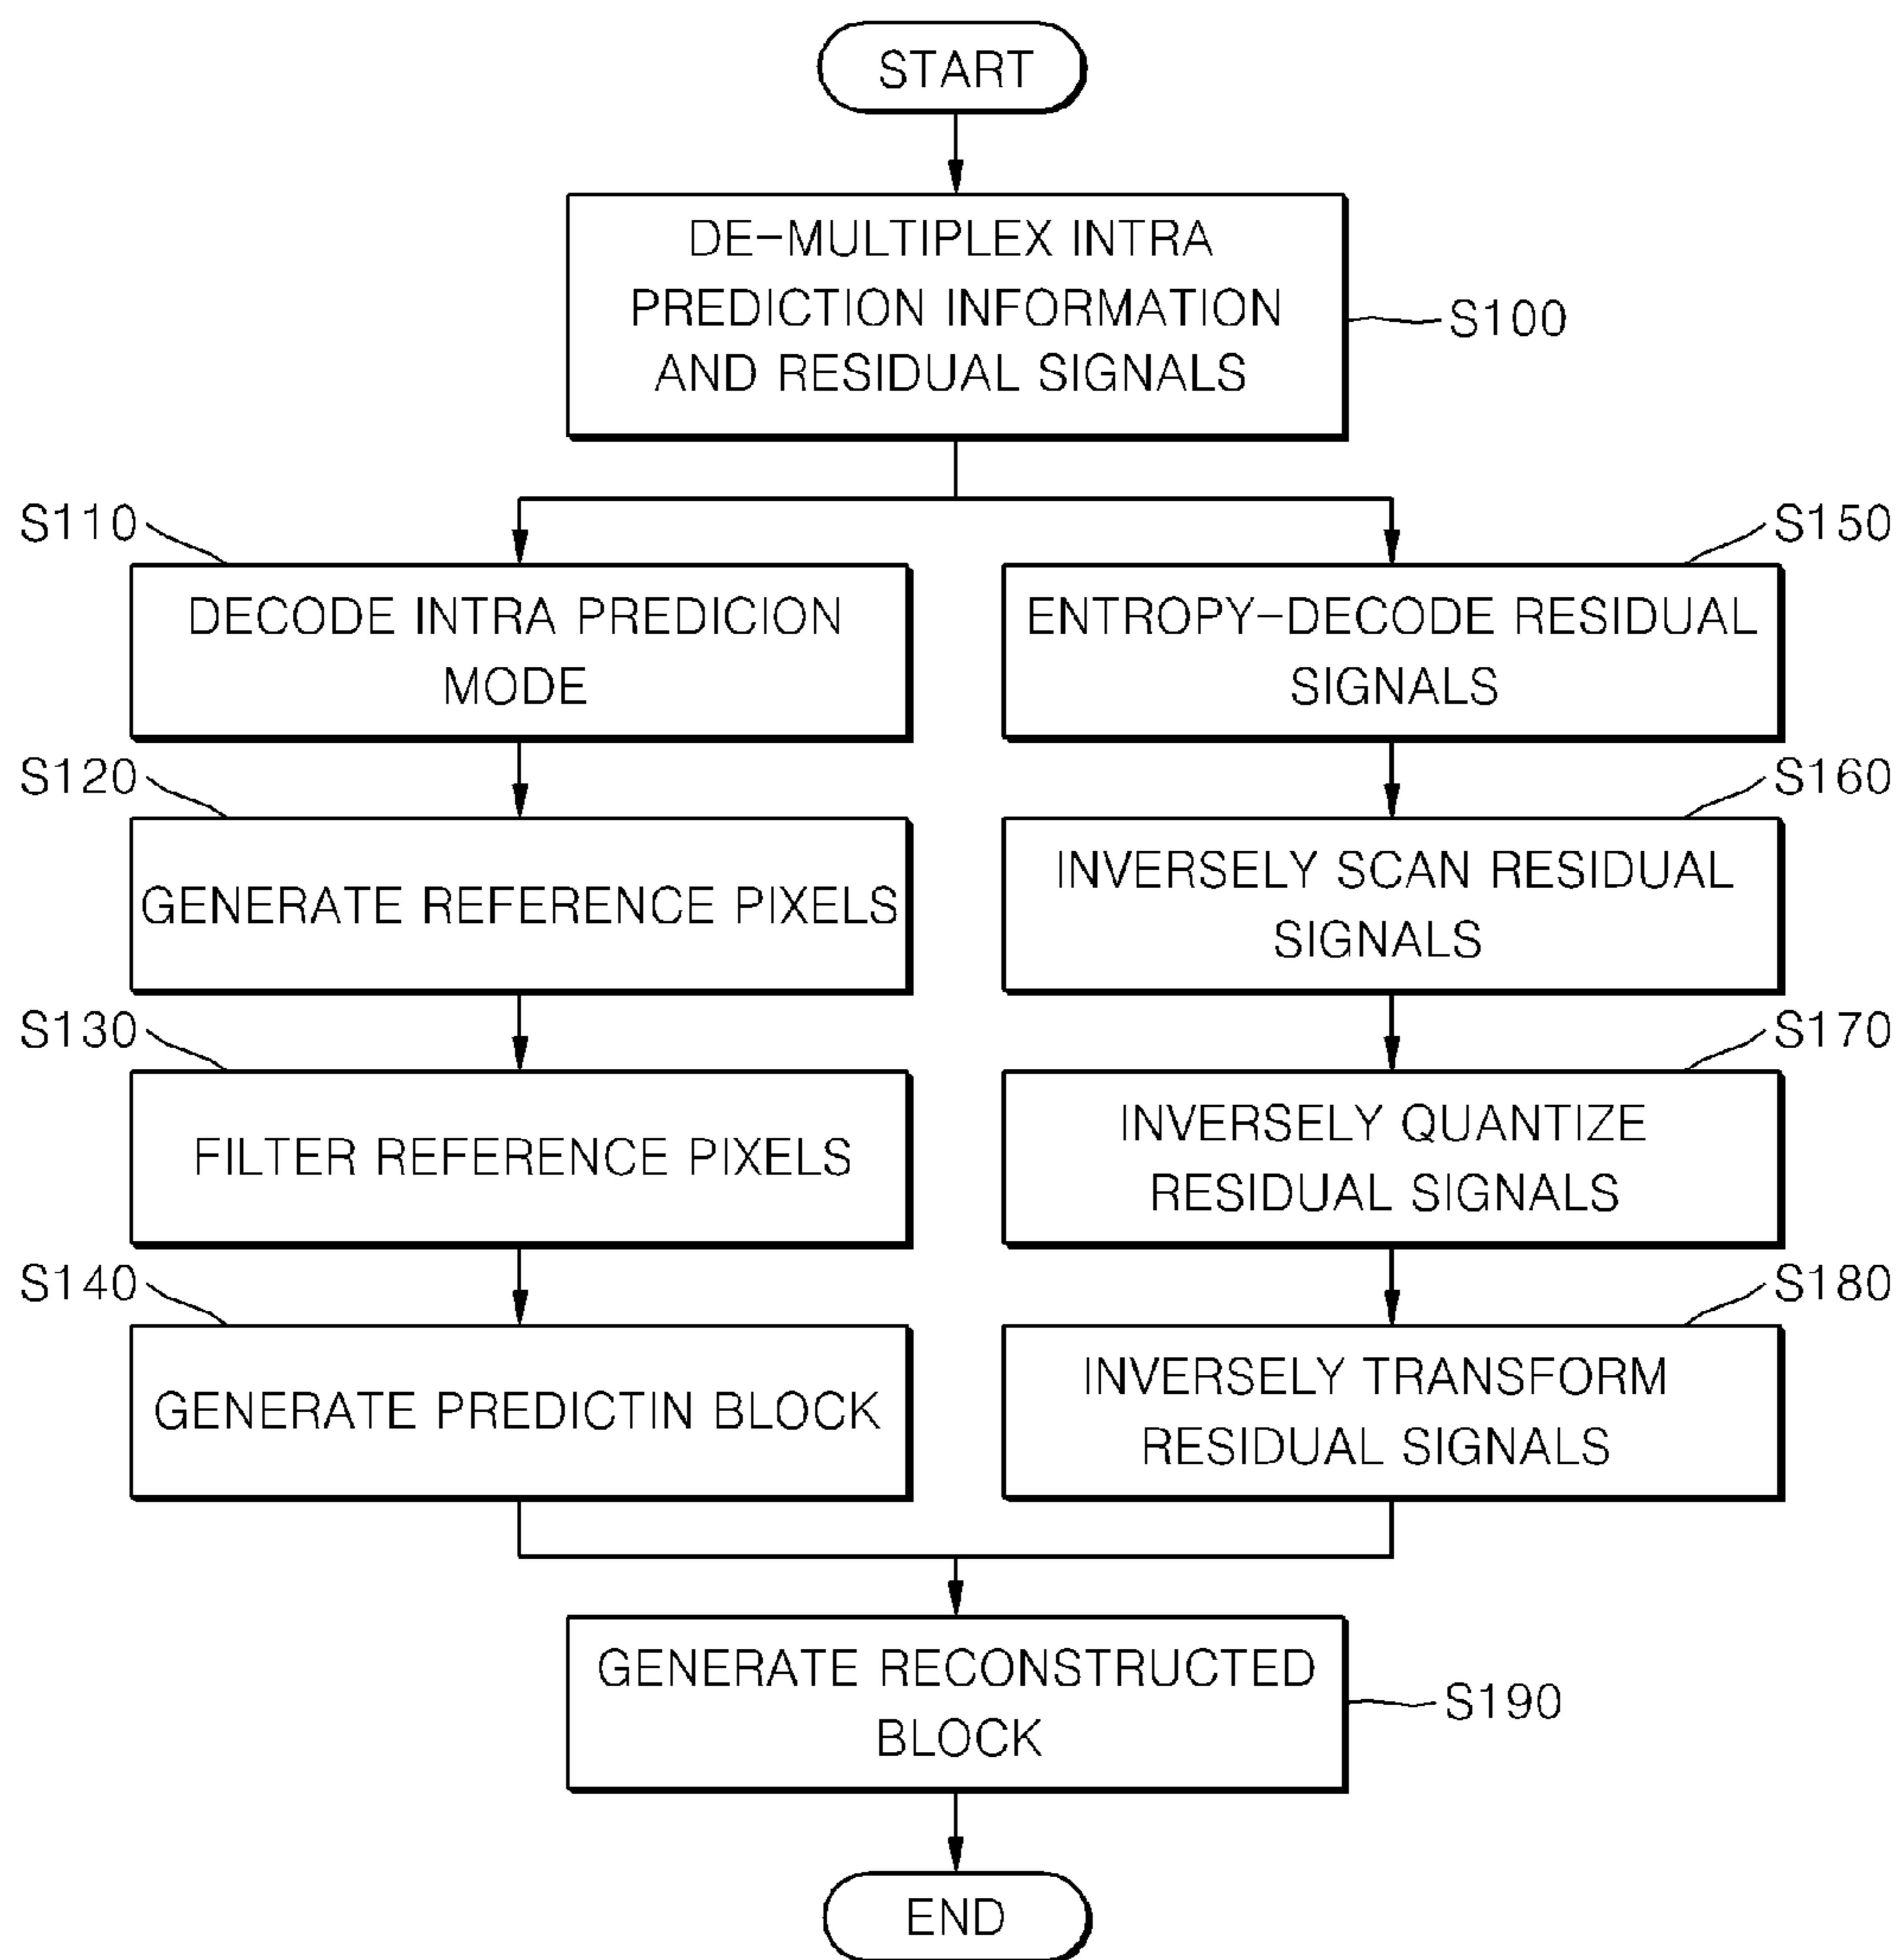 START
DE-MULTIPLEX INTRA
PREDICTION INFORMATION
AND RESIDUAL SIGNALS
S100
S110
DECODE INTRA PREDICION
MODE
S120
GENERATE REFERENCE PIXELS
S130
FILTER REFERENCE PIXELS
S140
GENERATE PREDICTIN BLOCK
S150
ENTROPY-DECODE RESIDUAL
SIGNALS
S160
INVERSELY SCAN RESIDUAL
SIGNALS
S170
INVERSELY QUANTIZE
RESIDUAL SIGNALS
S180
INVERSELY TRANSFORM
RESIDUAL SIGNALS
GENERATE RECONSTRUCTED
BLOCK
S190
END